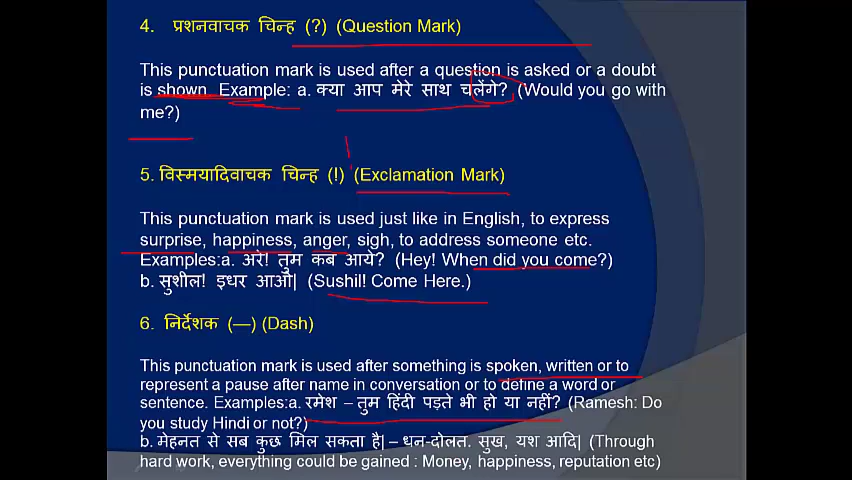 4. प्रशनवाचक चिन्ह (?) (Question Mark)
This punctuation mark is used after a question is asked or a doubt
is shown. Example: a. क्या आप मेरे साथ चलेंगे? (Would you go with
me?)
5. विस्मयादिवाचक चिन्ह (!) (Exclamation Mark)
This punctuation mark is used just like in English, to express
surprise, happiness, anger, sigh, to address someone etc.
Examples:a. अरे! तुम कब आये? (Hey! When did you come?)
b. सुशील! इधर आओ| (Sushil! Come Here.)
6. निर्देशक (—) (Dash)
This punctuation mark is used after something is spoken, written or to
represent a pause after name in conversation or to define a word or
sentence. Examples:a. रमेश – तुम हिंदी पड़ते भी हो या नहीं? (Ramesh: Do
you study Hindi or not?)
b. मेहनत से सब कुछ मिल सकता है| – धन-दोलत. सुख, यश आदि| (Through
hard work, everything could be gained : Money, happiness, reputation etc)